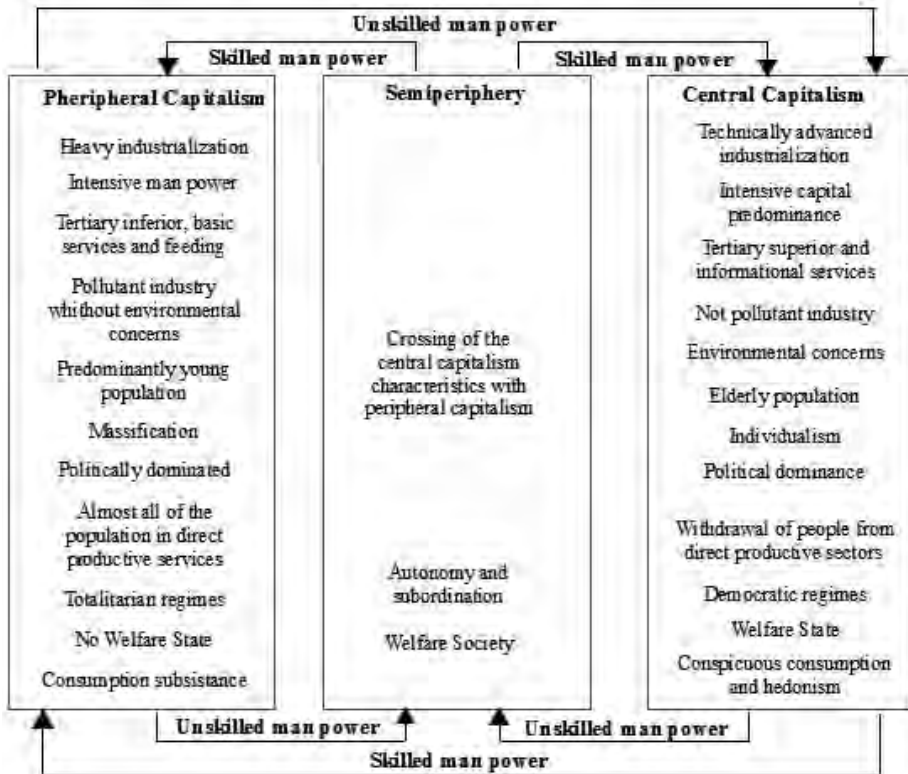 Unskilled man power
Skilled man power
Skilled man power
Pheripheral Capitalism
Heavy industrialization
Intensive man power
Tertiary inferior, basic
services and feeding
Pollutant industry
whithout environmental
concerns
Predominantly young
population
Massification
Politically dominated
Almost all of the
population in direct
productive services
Totalitarian regimes
No Welfare State
Consumption subsistance
Semiperiphery
Crossing of the
central capitalism
characteristics with
peripheral capitalism
Autonomy and
subordination
Welfare Society
Central Capitalism
Technically advanced
industrialization
Intensive capital
predominance
Tertiary superior and
informational services
Not pollutant industry
Environmental concerns
Elderly population
Individualism
Political dominance
Withdrawal of people from
direct productive sectors
Democratic regimes
Welfare State
Conspicuous consumption
and hedonism
Unskilled man power
Unskilled man power
Skilled man power